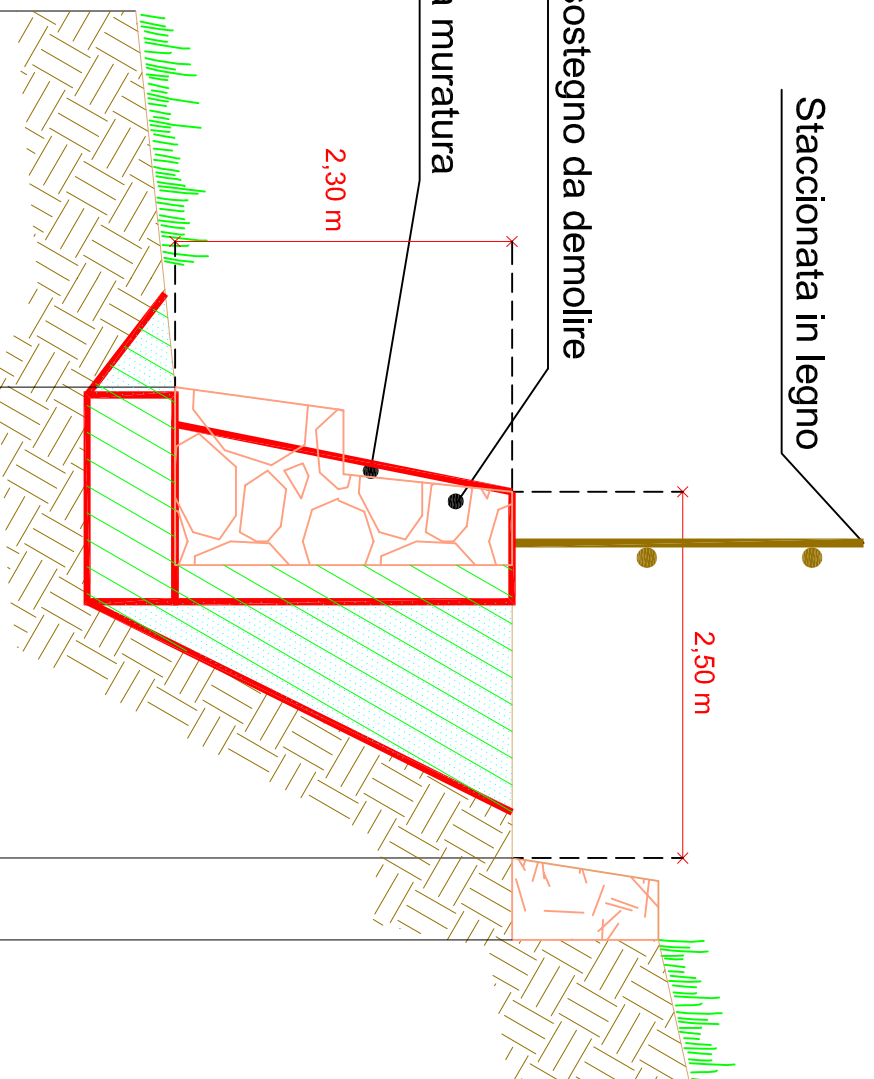 Staccionata in legno
sostegno da demolire
muratura
2,30 m
2,50 m